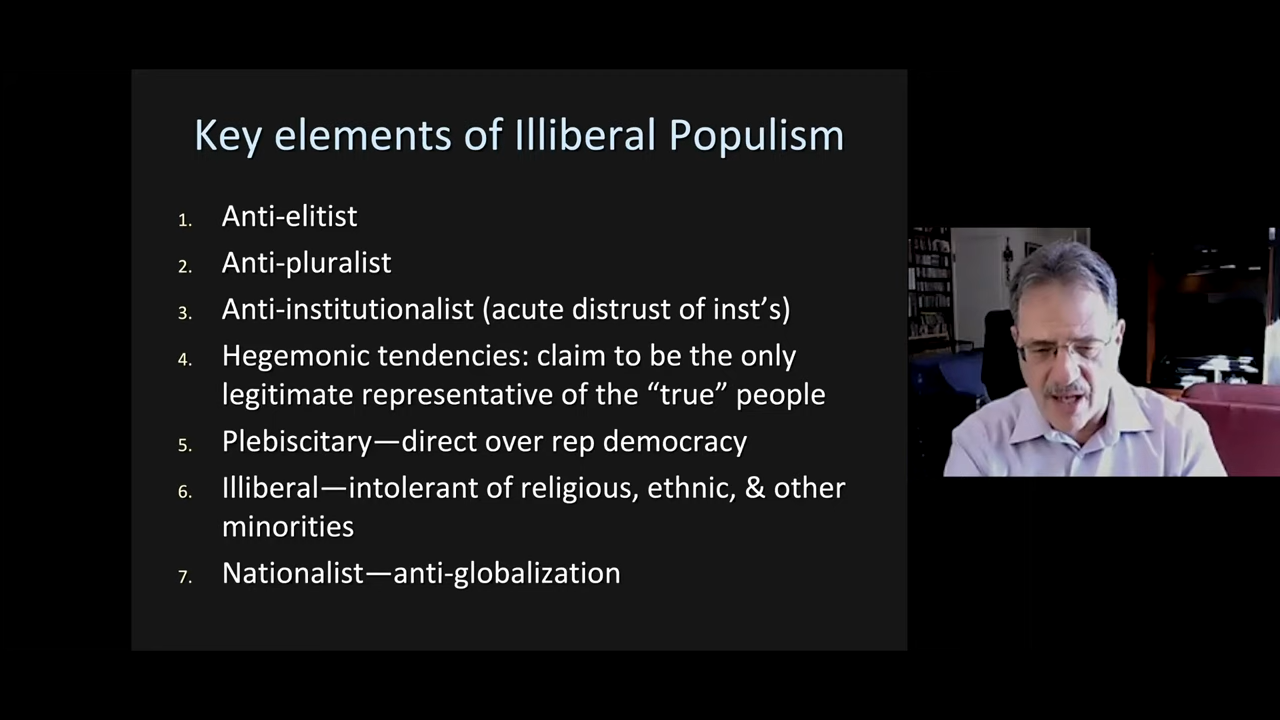 Key elements of Illiberal Populism
1. Anti-elitist
2. Anti-pluralist
3. Anti-institutionalist (acute distrust of inst’s)
4. Hegemonic tendencies: claim to be the only
legitimate representative of the “true” people
5. Plebiscitary—direct over rep democracy
6. Illiberal—intolerant of religious, ethnic, & other
minorities
7. Nationalist—anti-globalization